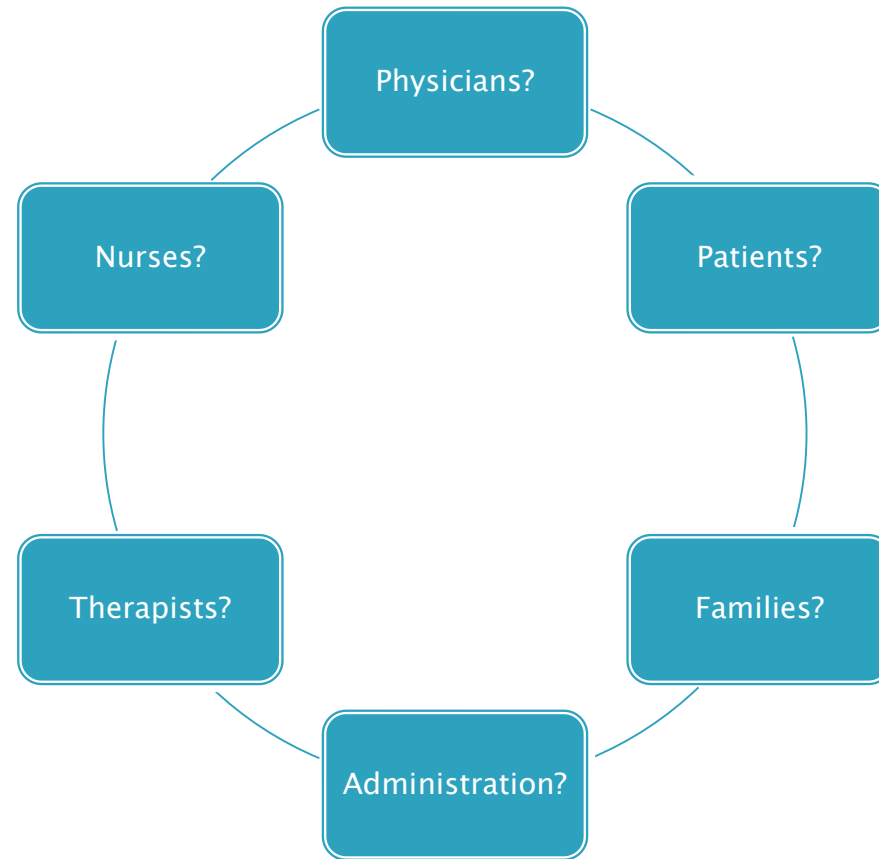 Physicians?
Patients?
Families?
Administration?
Therapists?
Nurses?